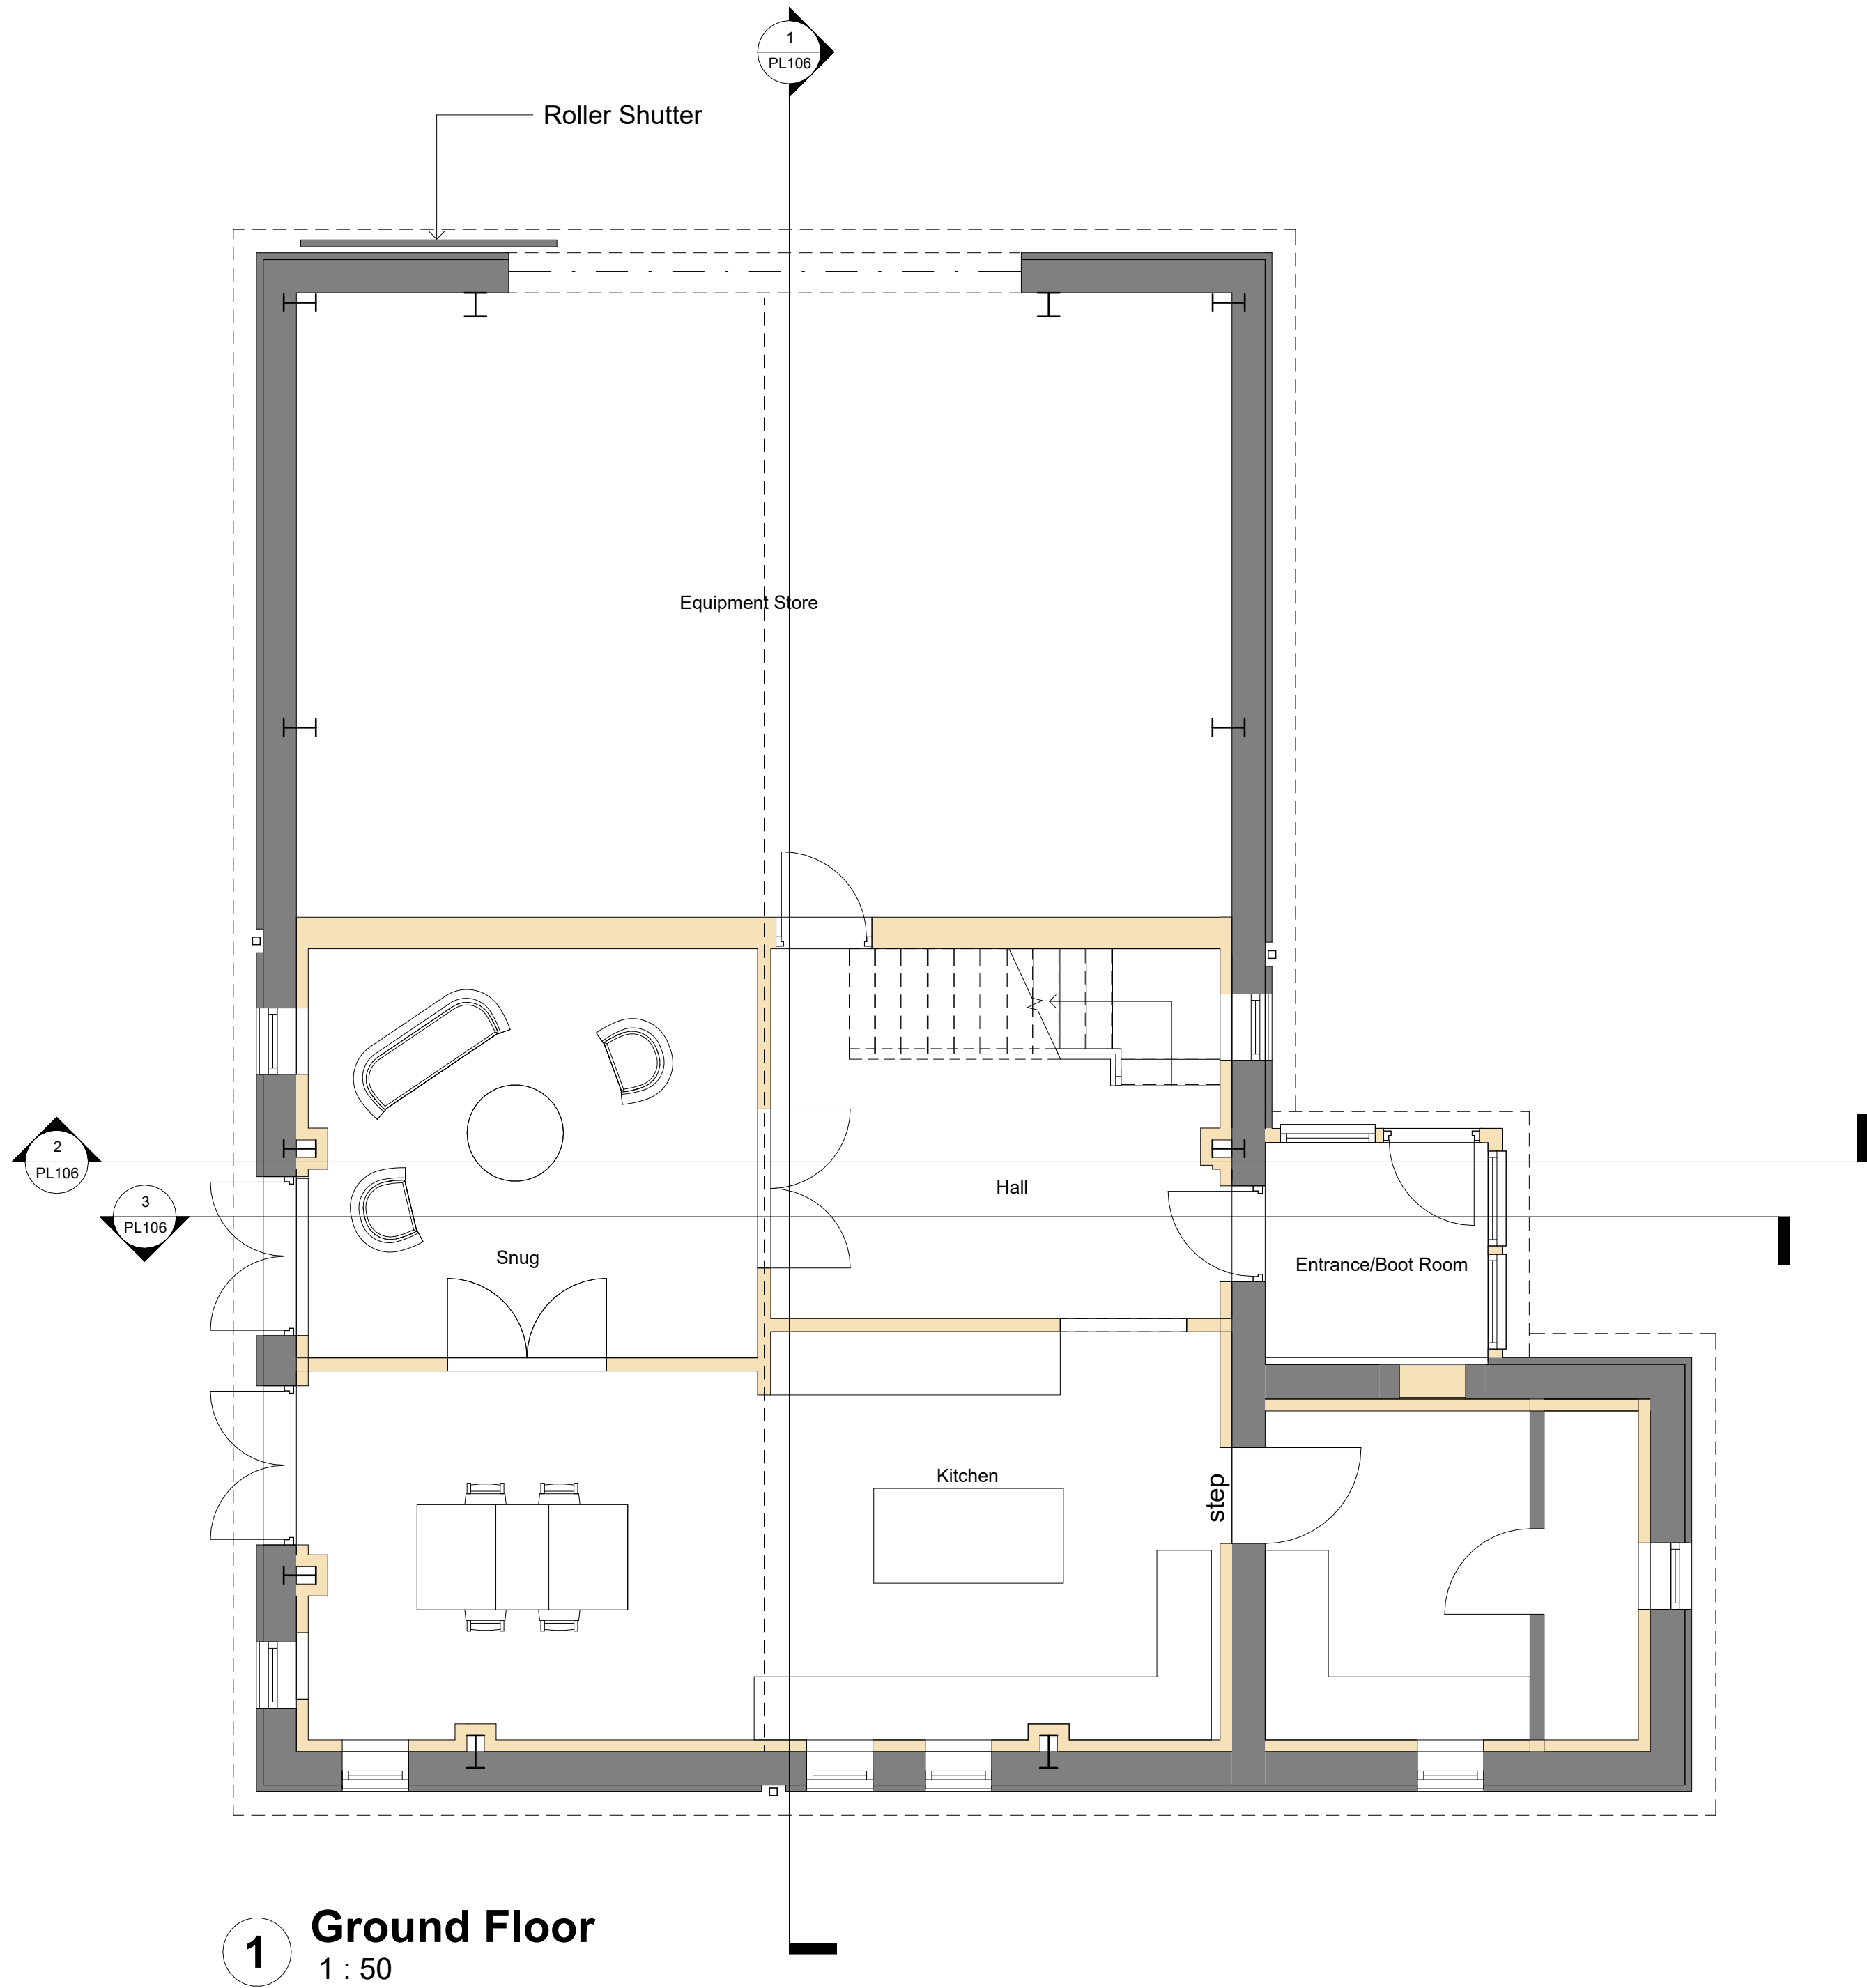 1
PL106
Roller Shutter
Equipment Store
2
PL106
3
PL106
Hall
Snug
Entrance/Boot Room
Kitchen
step
1
Ground Floor
1 : 50